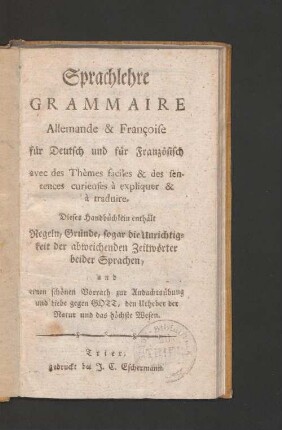 Sprachlehre
GRAMMAIRE
Allemande & Françoise
für Deutsch und für Französisch
avec des Thèmes faciles & des sen-
tences curieuses à expliquer &
à traduire.
Dieses Handbüchlein enthält
Regeln, Gründe, sogar die Unrichtig-
keit der abweichenden Zeitwörter
beider Sprachen,
und
einen schönen Vorrath zur Andachtsübung
und Liebe gegen GOTT, den Urheber der
Natur und das höchste Wesen.
Trier,
gedruckt bei J. C. Eschermann